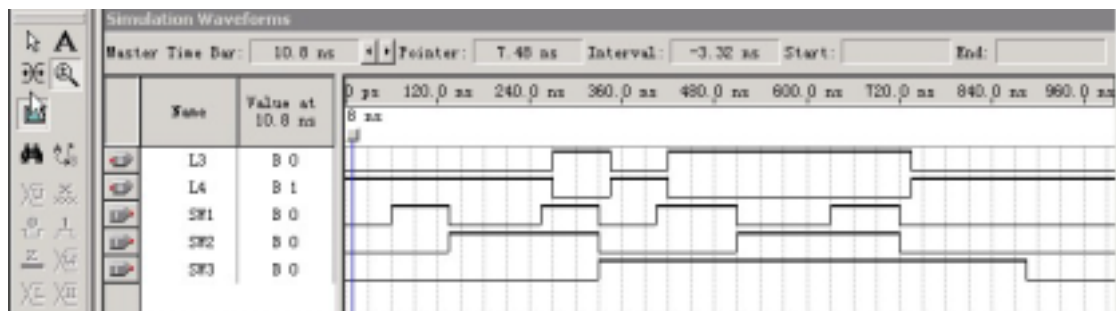 Simulation Waveforms
Master Time Bar: 10.8 ns Pointer: 7.48 ns Interval: -3.32 ns Start: End:
Name Value at 10.8 ns
0 ps 120.0 ns 240.0 ns 360.0 ns 480.0 ns 600.0 ns 720.0 ns 840.0 ns 960.0 ns
8 ns
L3 B 0
L4 B 1
SW1 B 0
SW2 B 0
SW3 B 0